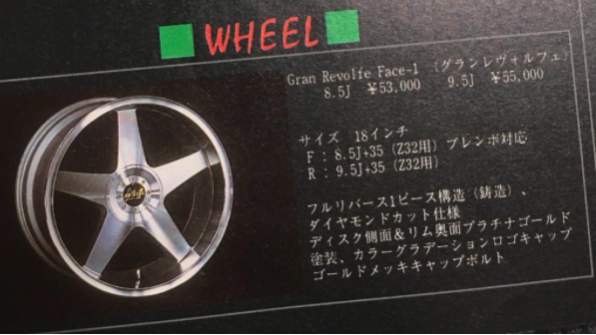 WHEEL
Gran Revolfe Face-1 (グランレヴォルフェ)
8.5J ¥53,000 9.5J ¥55,000
サイズ 18インチ
F : 8.5J+35 (Z32用) ブレンボ対応
R : 9.5J+35 (Z32用)
フルリバース1ピース構造 (鋳造)、
ダイヤモンドカット仕様
ディスク側面&リム奥面プラチナゴールド
塗装、カラーグラデーションロゴキャップ
ゴールドメッキキャップボルト